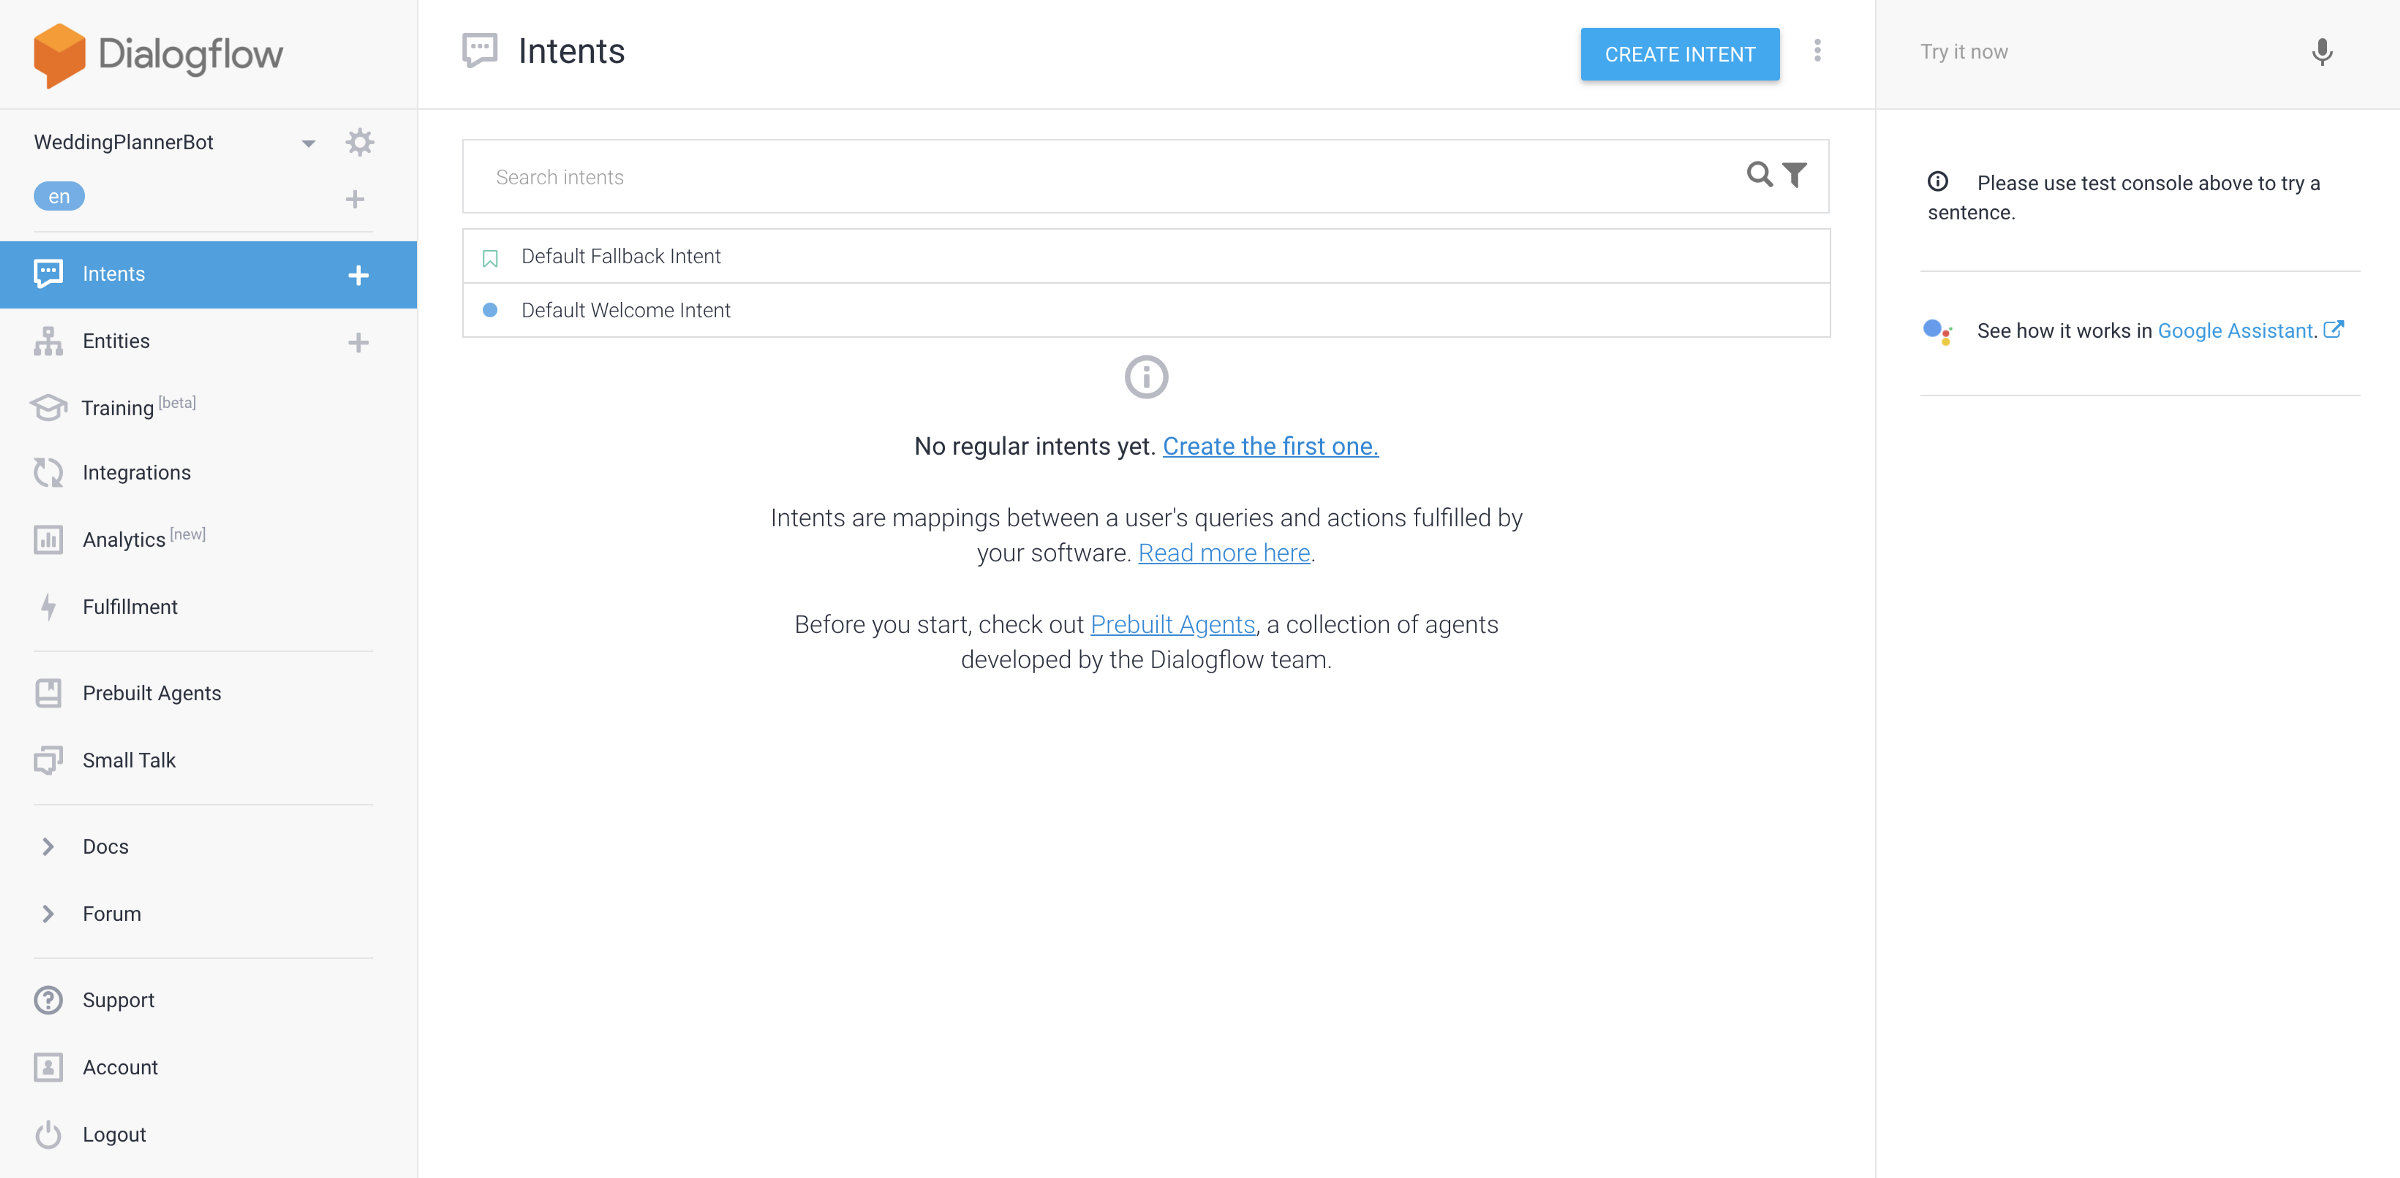 Dialogflow
WeddingPlannerBot
en
Intents
Entities
Training [beta]
Integrations
Analytics [new]
Fulfillment
Prebuilt Agents
Small Talk
Docs
Forum
Support
Account
Logout
Intents
CREATE INTENT
Search intents
Default Fallback Intent
Default Welcome Intent
No regular intents yet. Create the first one.
Intents are mappings between a user's queries and actions fulfilled by
your software. Read more here.
Before you start, check out Prebuilt Agents, a collection of agents
developed by the Dialogflow team.
Try it now
Please use test console above to try a
sentence.
See how it works in Google Assistant.